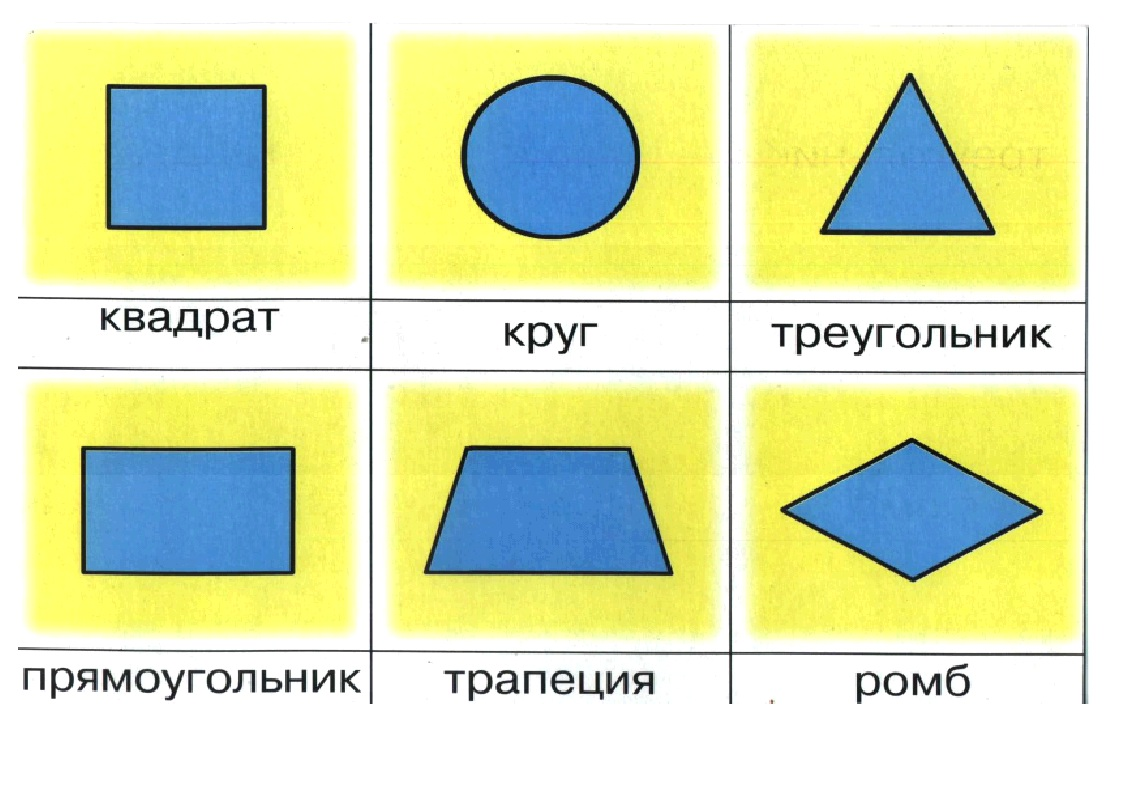 квадрат
круг
треугольник
прямоугольник
трапеция
ромб